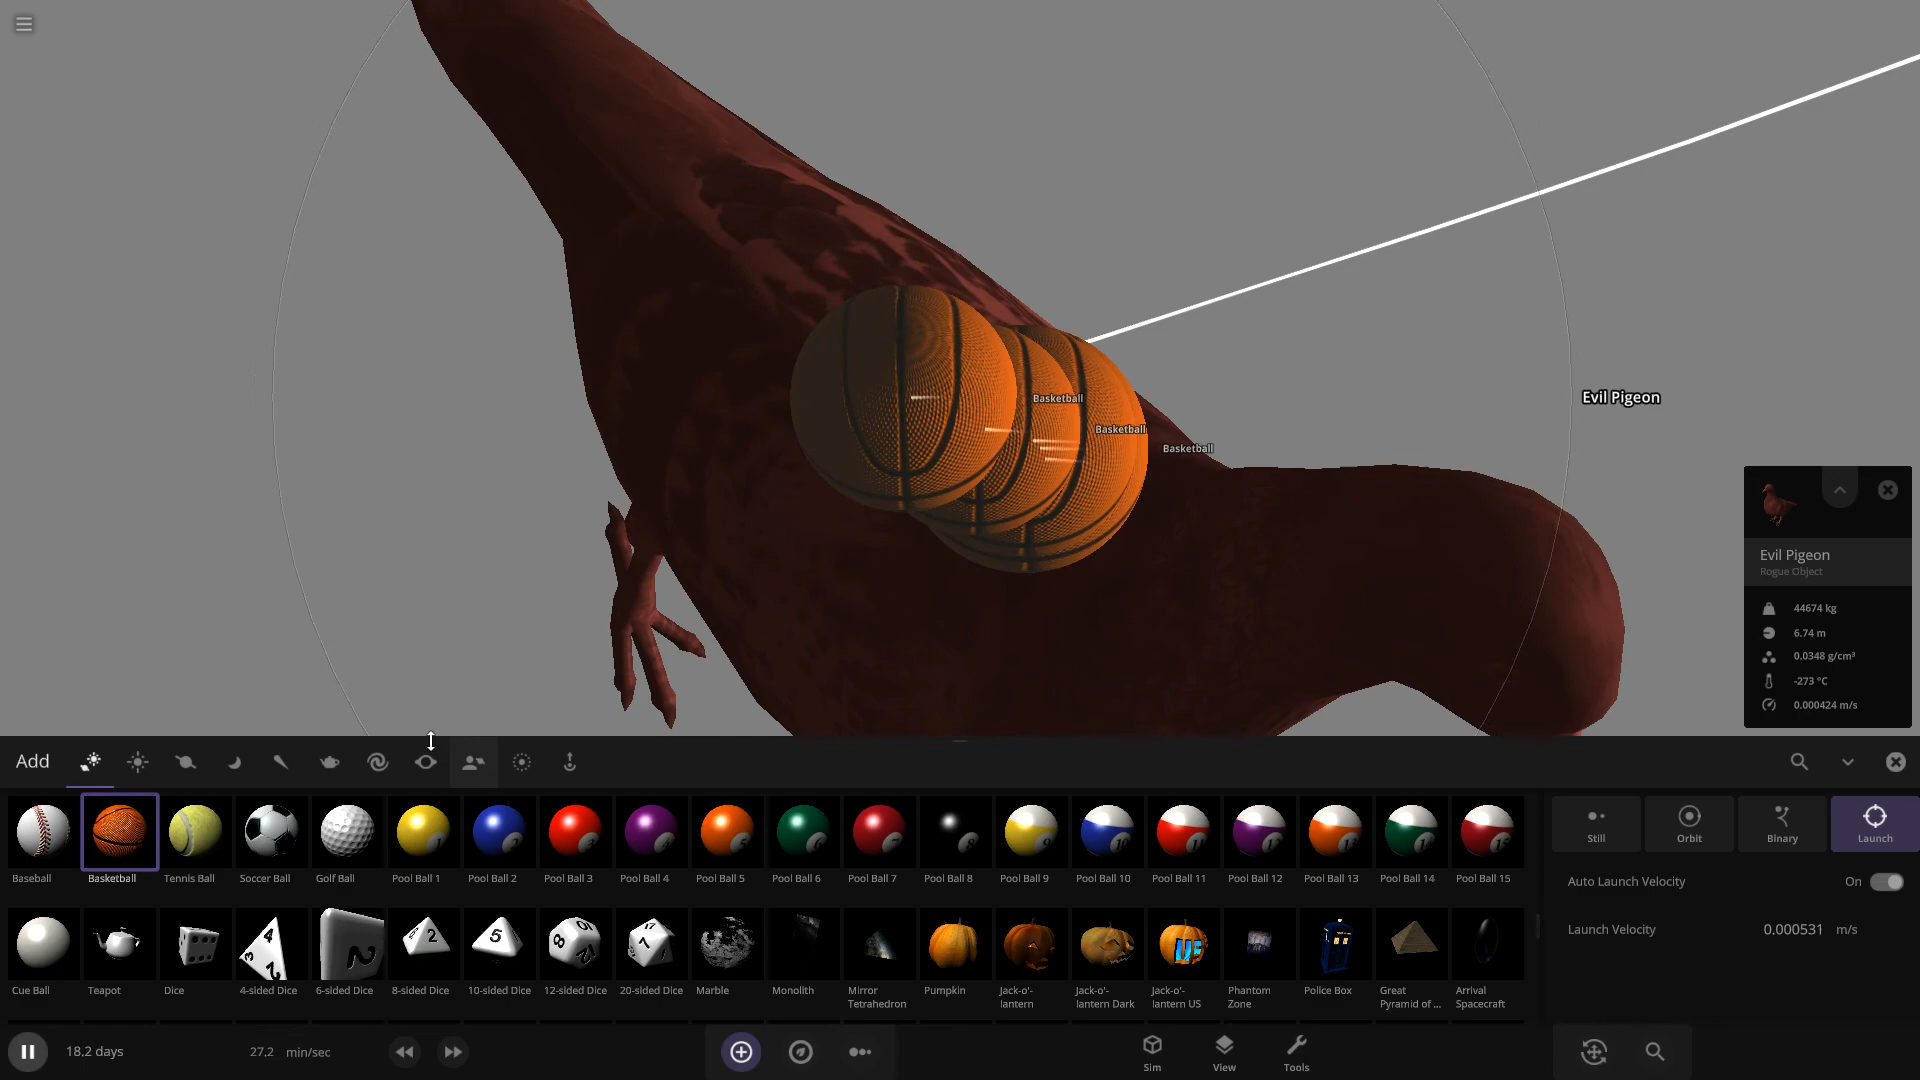 Basketball
Evil Pigeon
Basketball
Basketball
Evil Pigeon
Rogue Object
44674 kg
6.74 m
0.0348 g/cm³
-273 °C
0.000424 m/s
Add
Baseball
Basketball
Tennis Ball
Soccer Ball
Golf Ball
Pool Ball 1
Pool Ball 2
Pool Ball 3
Pool Ball 4
Pool Ball 5
Pool Ball 6
Pool Ball 7
Pool Ball 8
Pool Ball 9
Pool Ball 10
Pool Ball 11
Pool Ball 12
Pool Ball 13
Pool Ball 14
Pool Ball 15
Still
Orbit
Binary
Launch
Auto Launch Velocity
On
Launch Velocity
0.000531 m/s
Cue Ball
Teapot
Dice
4-sided Dice
6-sided Dice
8-sided Dice
10-sided Dice
12-sided Dice
20-sided Dice
Marble
Monolith
Mirror
Tetrahedron
Pumpkin
Jack-o'-
lantern
Jack-o'-
lantern Dark
Jack-o'-
lantern US
Phantom
Zone
Police Box
Great
Pyramid of ...
Arrival
Spacecraft
18.2 days
27.2 min/sec
Sim
View
Tools